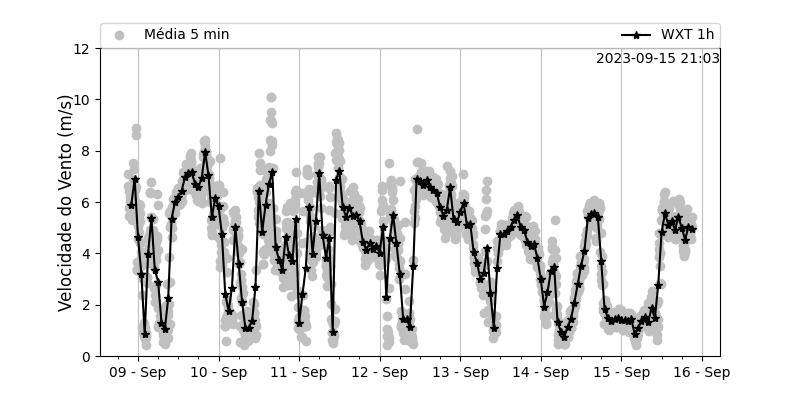 Média 5 min
WXT 1h
2023-09-15 21:03
Velocidade do Vento (m/s)
12
10
8
6
4
2
0
09 - Sep 10 - Sep 11 - Sep 12 - Sep 13 - Sep 14 - Sep 15 - Sep 16 - Sep